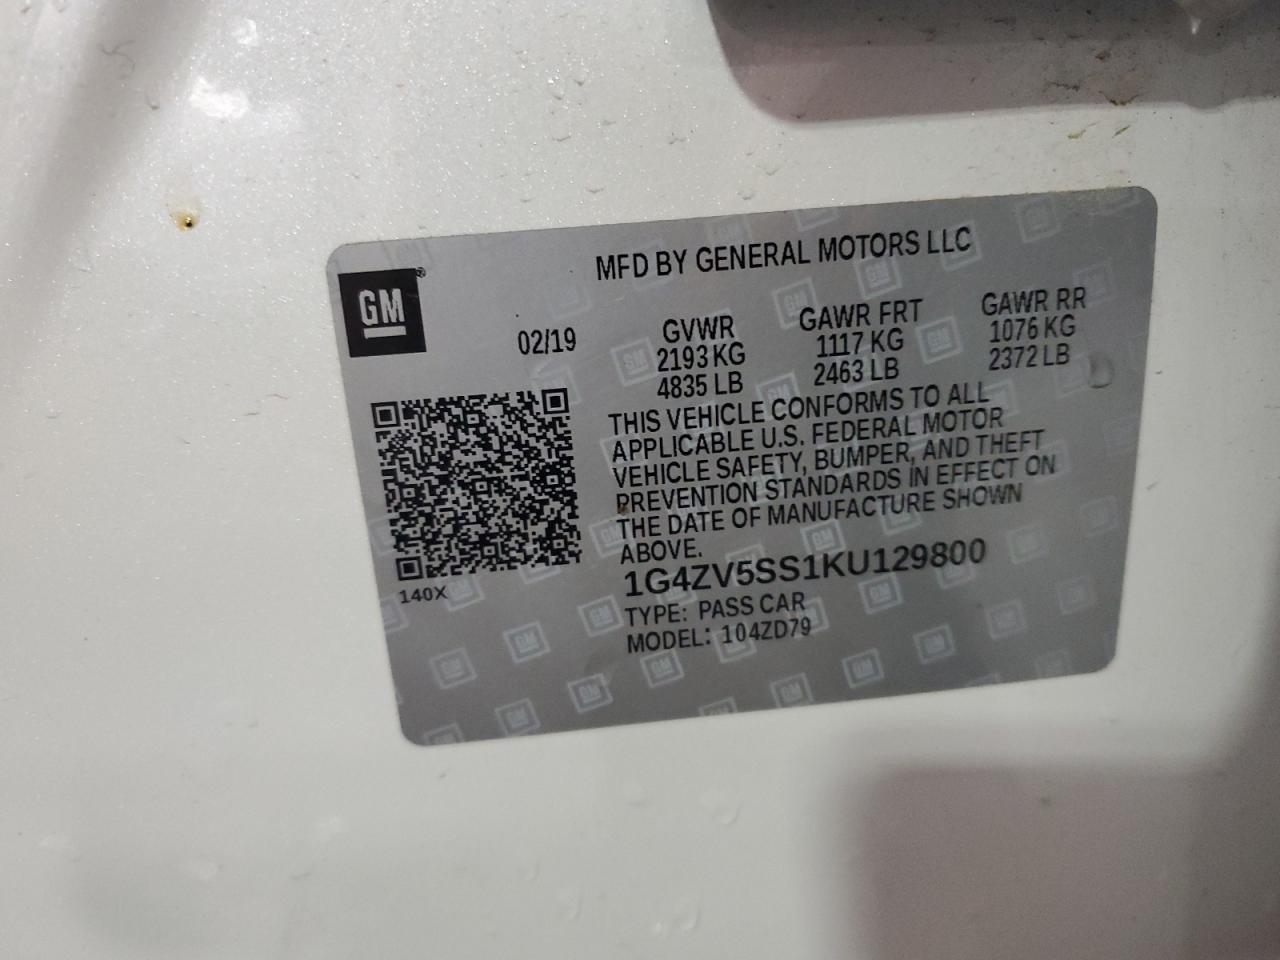 MFD BY GENERAL MOTORS LLC
GM
02/19
GVWR
2193 KG
4835 LB
GAWR FRT
1117 KG
2463 LB
GAWR RR
1076 KG
2372 LB
THIS VEHICLE CONFORMS TO ALL
APPLICABLE U.S. FEDERAL MOTOR
VEHICLE SAFETY, BUMPER, AND THEFT
PREVENTION STANDARDS IN EFFECT ON
THE DATE OF MANUFACTURE SHOWN
ABOVE.
1G4ZV5SS1KU129800
140X
TYPE: PASS CAR
MODEL: 104ZD79